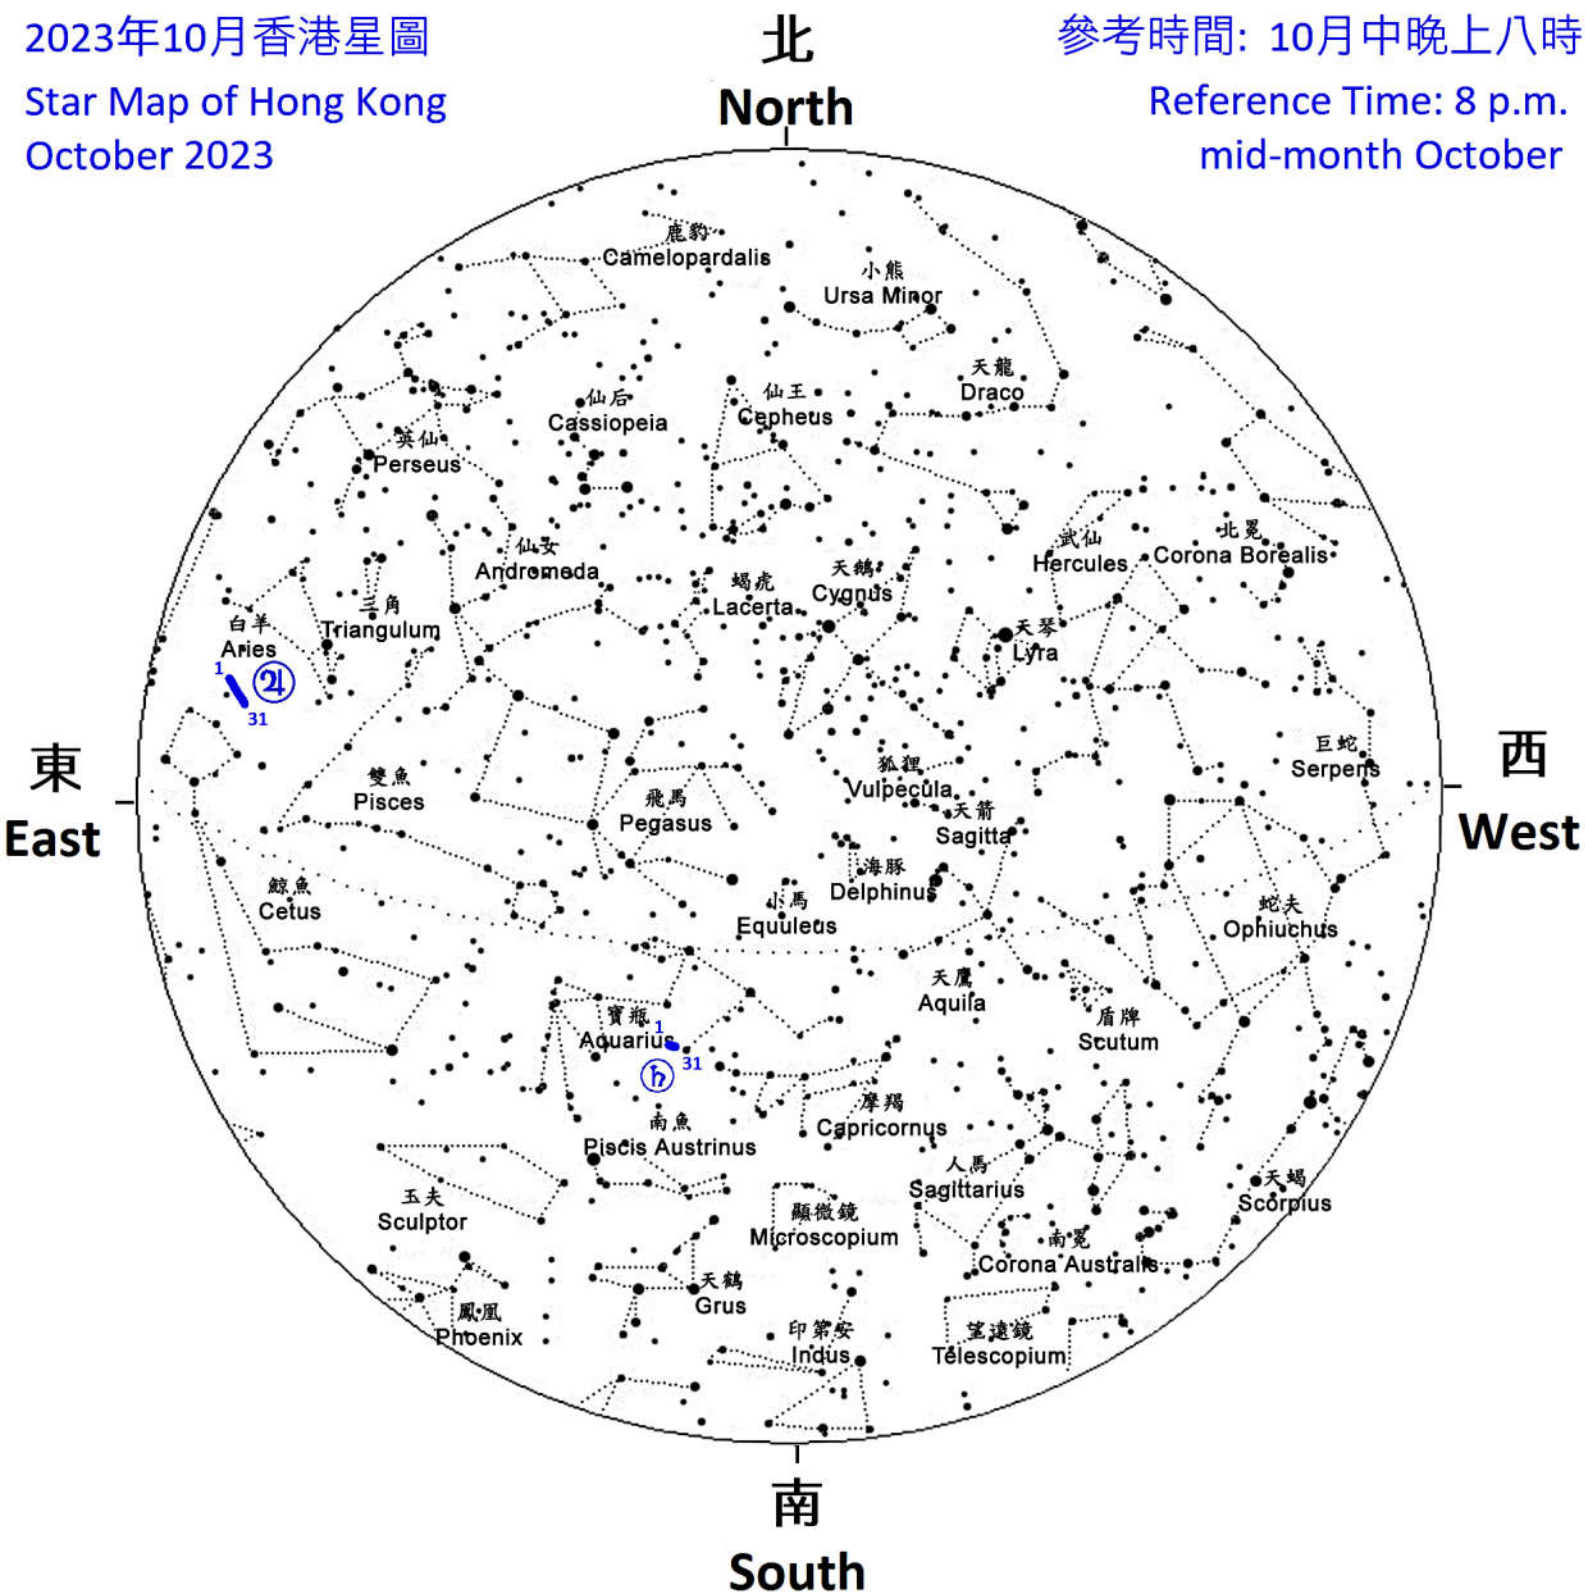 2023年10月香港星圖
Star Map of Hong Kong
October 2023
北
North
參考時間: 10月中晚上八時
Reference Time: 8 p.m.
mid-month October
鹿豹
Camelopardalis
小熊
Ursa Minor
天龍
Draco
仙后
Cassiopeia
仙王
Cepheus
英仙
Perseus
仙女
Andromeda
蝎虎
Lacerta
天鵝
Cygnus
武仙
Hercules
北冕
Corona Borealis
白羊
Aries
三角
Triangulum
天琴
Lyra
1
♃
31
東
East
雙魚
Pisces
飛馬
Pegasus
狐狸
Vulpecula
天箭
Sagitta
巨蛇
Serpens
西
West
鯨魚
Cetus
小馬
Equuleus
海豚
Delphinus
蛇夫
Ophiuchus
寶瓶
Aquarius
1
31
♄
天鷹
Aquila
盾牌
Scutum
南魚
Piscis Austrinus
摩羯
Capricornus
人馬
Sagittarius
天蝎
Scorpius
玉夫
Sculptor
顯微鏡
Microscopium
南冕
Corona Australis
鳳凰
Phoenix
天鶴
Grus
印第安
Indus
望遠鏡
Telescopium
南
South